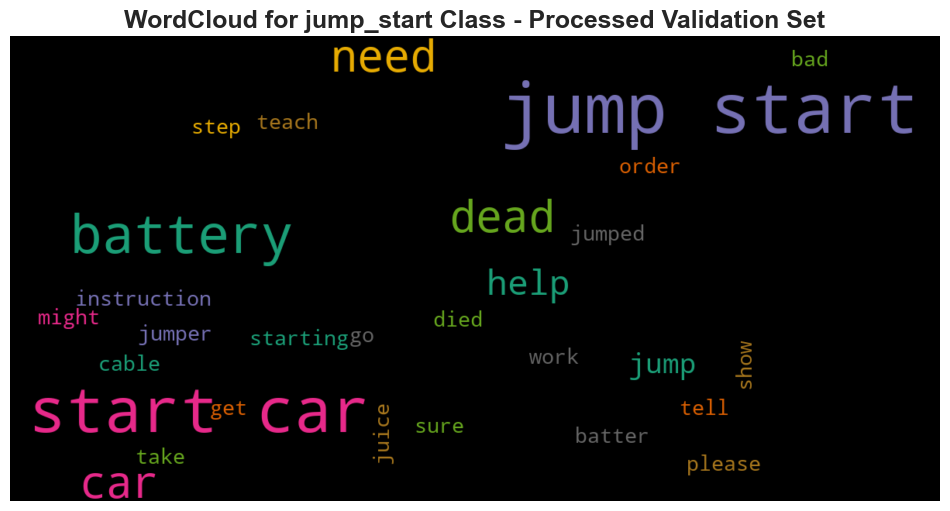 WordCloud for jump_start Class - Processed Validation Set
need
bad
jump start
step
teach
order
battery
dead
jumped
help
instruction
might
died
jumper
starting
go
cable
work
jump
show
start car
get
juice
sure
tell
batter
take
please
car